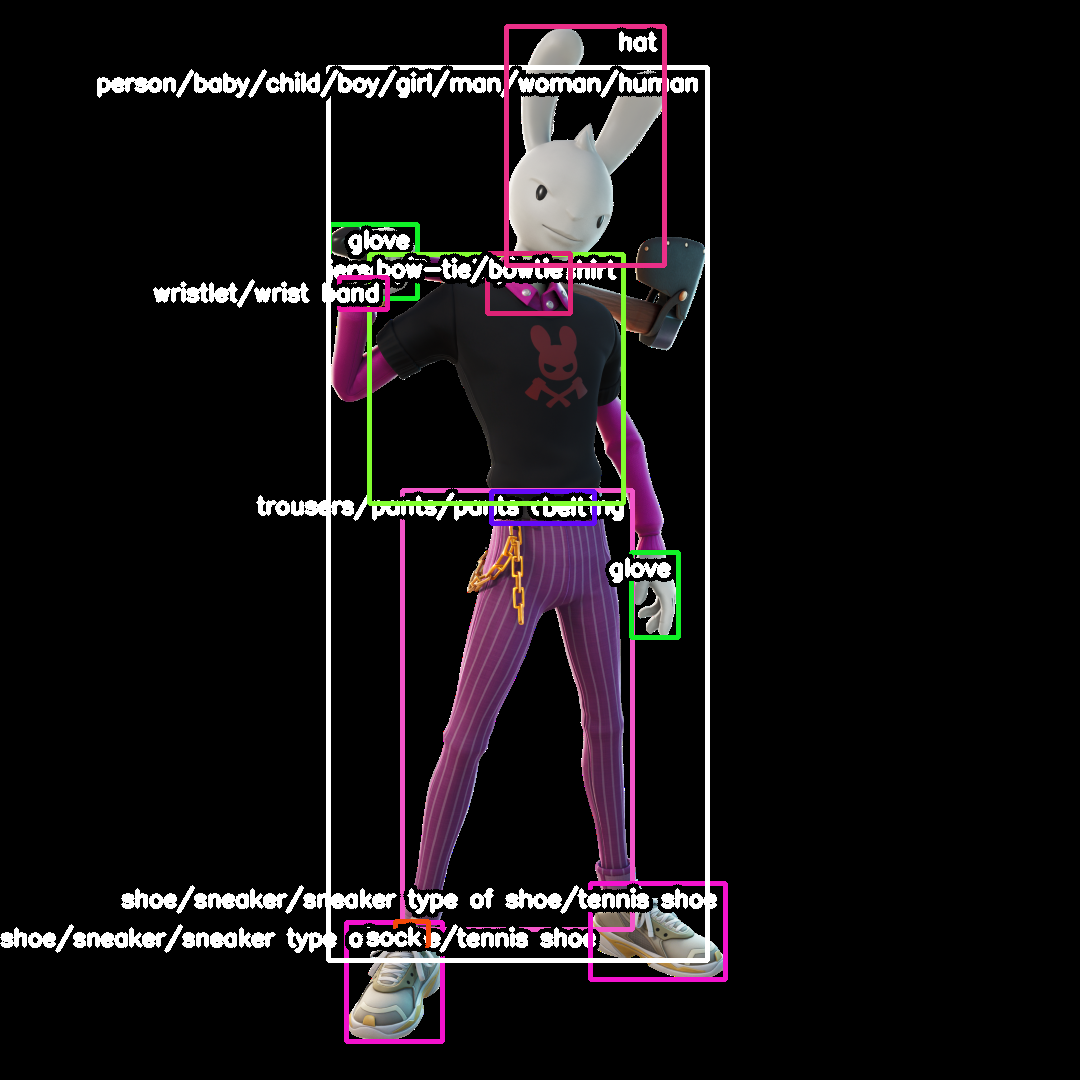 hat
person/baby/child/boy/girl/man/woman/human
glove
bow-tie/bowtie
wristlet/wrist band
trousers/pants/pants
belt
glove
shoe/sneaker/sneaker type of shoe/tennis shoe
shoe/sneaker/sneaker type
sock
/tennis shoe